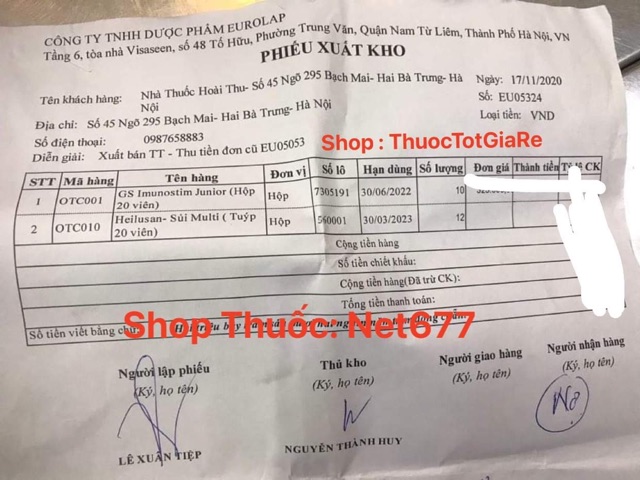 CÔNG TY TNHH DƯỢC PHẨM EUROLAP
Tầng 6, tòa nhà Visaseen, số 48 Tố Hữu, Phường Trung Văn, Quận Nam Từ Liêm, Thành Phố Hà Nội, VN
PHIẾU XUẤT KHO
Tên khách hàng: Nhà Thuốc Hoài Thu- Số 45 Ngõ 295 Bạch Mai- Hai Bà Trưng- Hà Nội
Ngày: 17/11/2020
Số: EU05324
Địa chỉ: Số 45 Ngõ 295 Bạch Mai- Hai Bà Trưng- Hà Nội
Loại tiền: VND
Số điện thoại: 0987658883
Diễn giải: Xuất bán TT - Thu tiền đơn cũ EU05053
Shop : ThuocTotGiaRe
STT Mã hàng Tên hàng Đơn vị Số lô Hạn dùng Số lượng Đơn giá Thành tiền CK
1 OTC001 GS Imunostim Junior (Hộp 20 viên) Hộp 7305191 30/06/2022 10
2 OTC010 Heilusan- Sủi Multi ( Tuýp 20 viên) Hộp 560001 30/03/2023 12
Cộng tiền hàng
Số tiền chiết khấu:
Cộng tiền hàng(Đã trừ CK):
Tổng tiền thanh toán:
Số tiền viết bằng chữ:
Shop Thuốc: Net677
Người lập phiếu Thủ kho Người giao hàng Người nhận hàng
(Ký, họ tên) (Ký, họ tên) (Ký, họ tên) (Ký, họ tên)
LÊ XUÂN TIỆP NGUYỄN THÀNH HUY